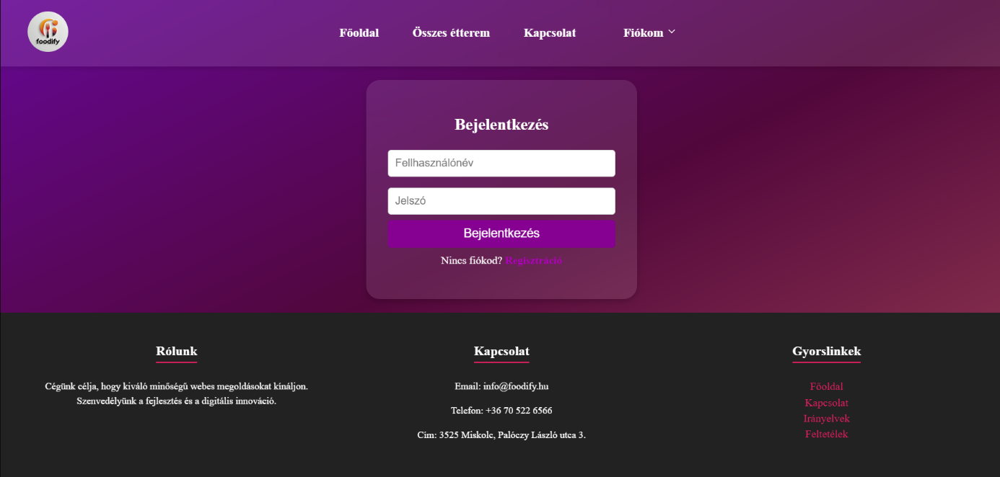 foodify
Főoldal
Összes étterem
Kapcsolat
Fiókom
Bejelentkezés
Fellhasználónév
Jelszó
Bejelentkezés
Nincs fiókod? Regisztráció
Rólunk
Cégünk célja, hogy kiváló minőségű webes megoldásokat kínáljon.
Szenvedélyünk a fejlesztés és a digitális innováció.
Kapcsolat
Email: info@foodify.hu
Telefon: +36 70 522 6566
Cím: 3525 Miskolc, Palóczy László utca 3.
Gyorslinkek
Főoldal
Kapcsolat
Irányelvek
Feltetélek